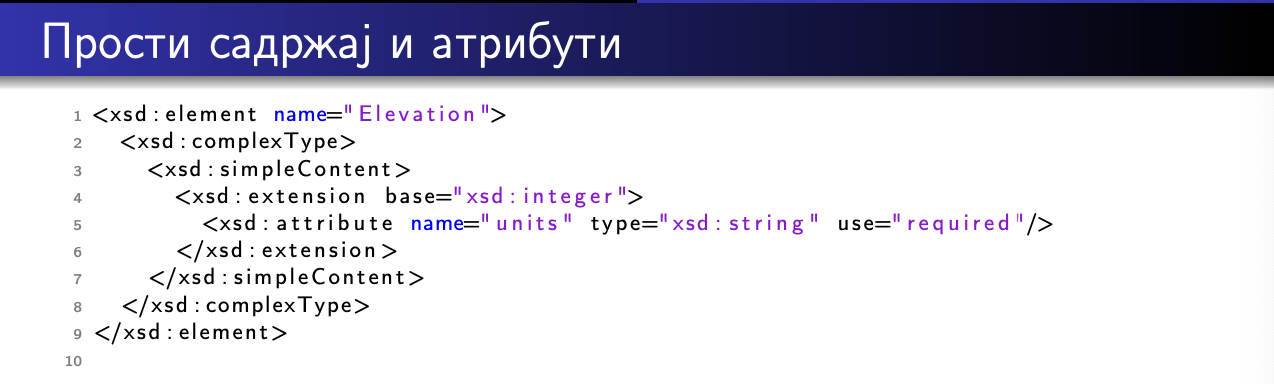 Прости садржај и атрибути
1 <xsd:element name="Elevation">
2 <xsd:complexType>
3 <xsd:simpleContent>
4 <xsd:extension base="xsd:integer">
5 <xsd:attribute name="units" type="xsd:string" use="required"/>
6 </xsd:extension>
7 </xsd:simpleContent>
8 </xsd:complexType>
9 </xsd:element>
10